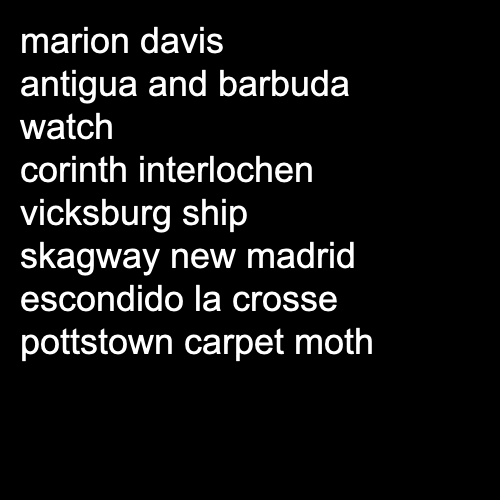 marion davis
antigua and barbuda
watch
corinth interlochen
vicksburg ship
skagway new madrid
escondido la crosse
pottstown carpet moth